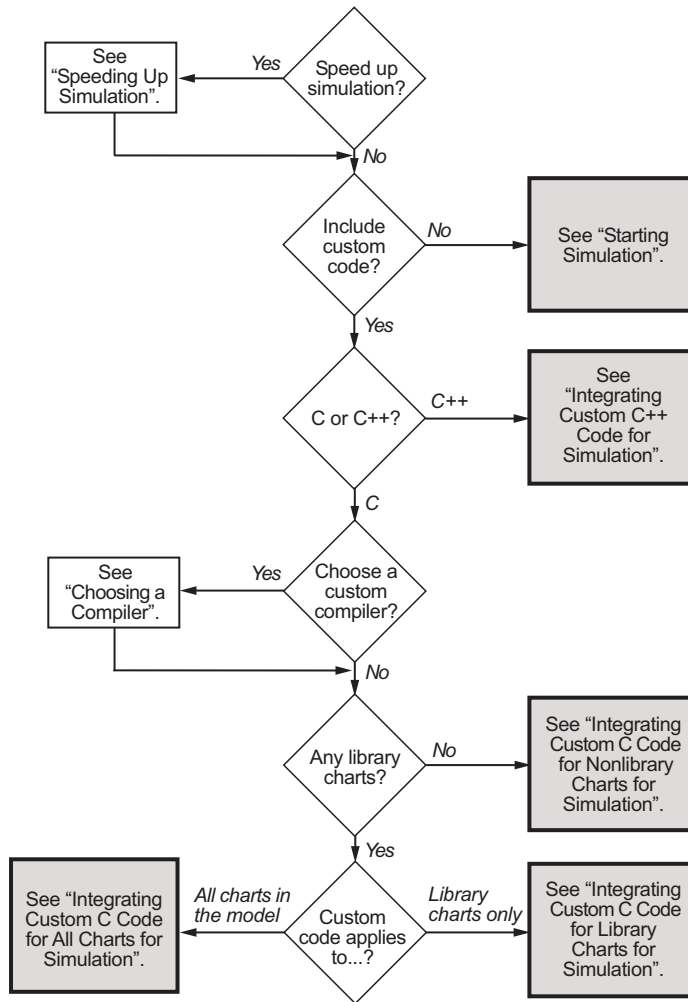 See
“Speeding Up
Simulation”.
Yes
Speed up
simulation?
No
Include
custom
code?
No
See “Starting
Simulation”.
Yes
C or C++?
C++
See
“Integrating
Custom C++
Code for
Simulation”.
C
See
“Choosing a
Compiler”.
Yes
Choose a
custom
compiler?
No
Any library
charts?
No
See “Integrating
Custom C Code
for Nonlibrary
Charts for
Simulation”.
Yes
See “Integrating
Custom C Code
for All Charts for
Simulation”.
All charts in
the model
Custom
code applies
to...?
Library
charts only
See “Integrating
Custom C Code
for Library
Charts for
Simulation”.